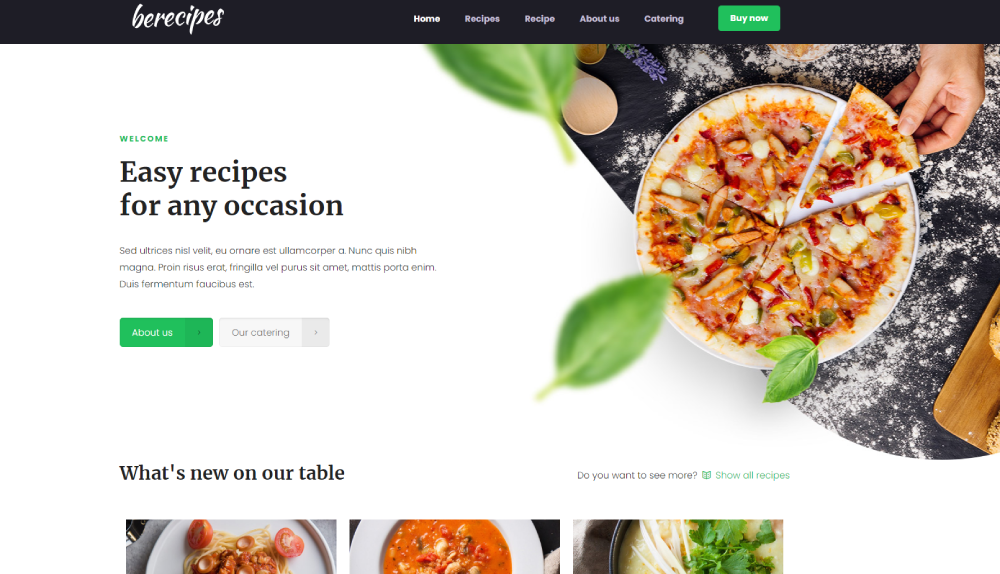 berecipes
Home Recipes Recipe About us Catering Buy now
WELCOME
Easy recipes
for any occasion
Sed ultrices nisl velit, eu ornare est ullamcorper a. Nunc quis nibh
magna. Proin risus erat, fringilla vel purus sit amet, mattis porta enim.
Duis fermentum faucibus est.
About us > Our catering >
What's new on our table
Do you want to see more? Show all recipes